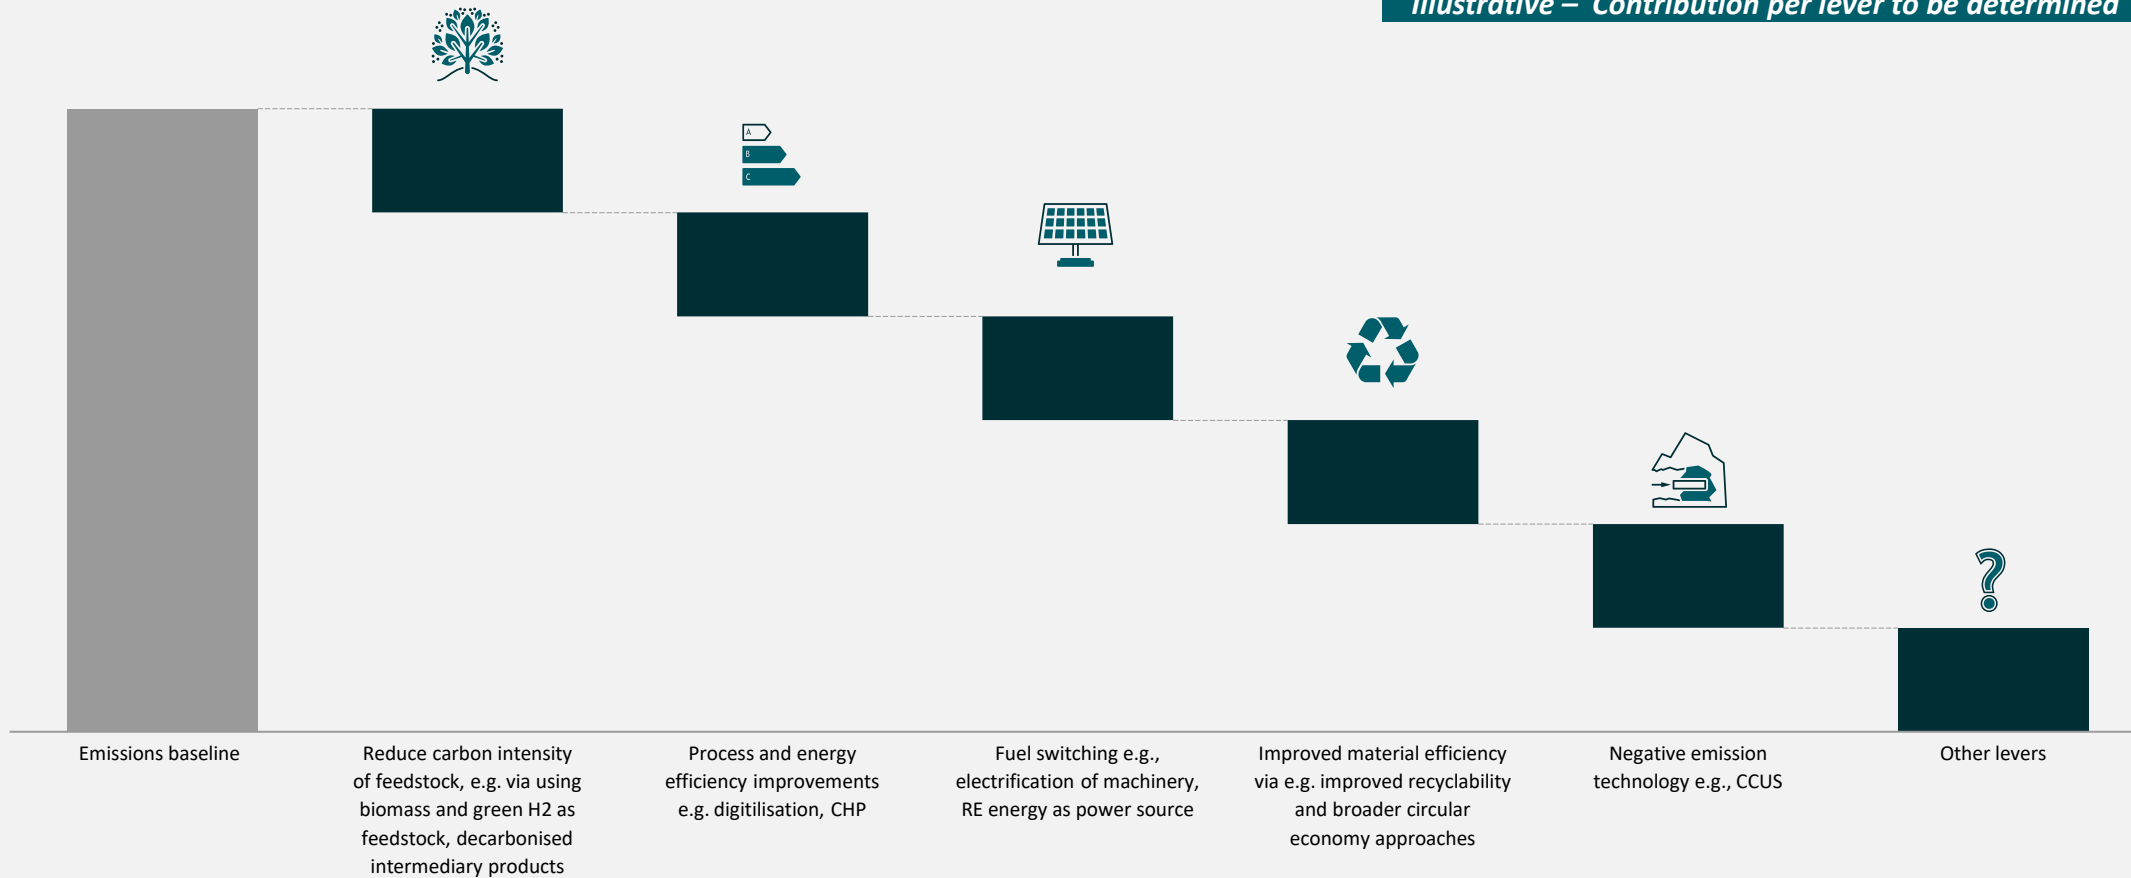 Illustrative – Contribution per lever to be determined
A
B
C
Emissions baseline
Reduce carbon intensity
of feedstock, e.g. via using
biomass and green H2 as
feedstock, decarbonised
intermediary products
Process and energy
efficiency improvements
e.g. digitilisation, CHP
Fuel switching e.g.,
electrification of machinery,
RE energy as power source
Improved material efficiency
via e.g. improved recyclability
and broader circular
economy approaches
Negative emission
technology e.g., CCUS
?
Other levers